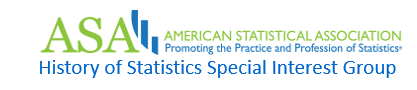 ASA AMERICAN STATISTICAL ASSOCIATION
Promoting the Practice and Profession of Statistics®
History of Statistics Special Interest Group